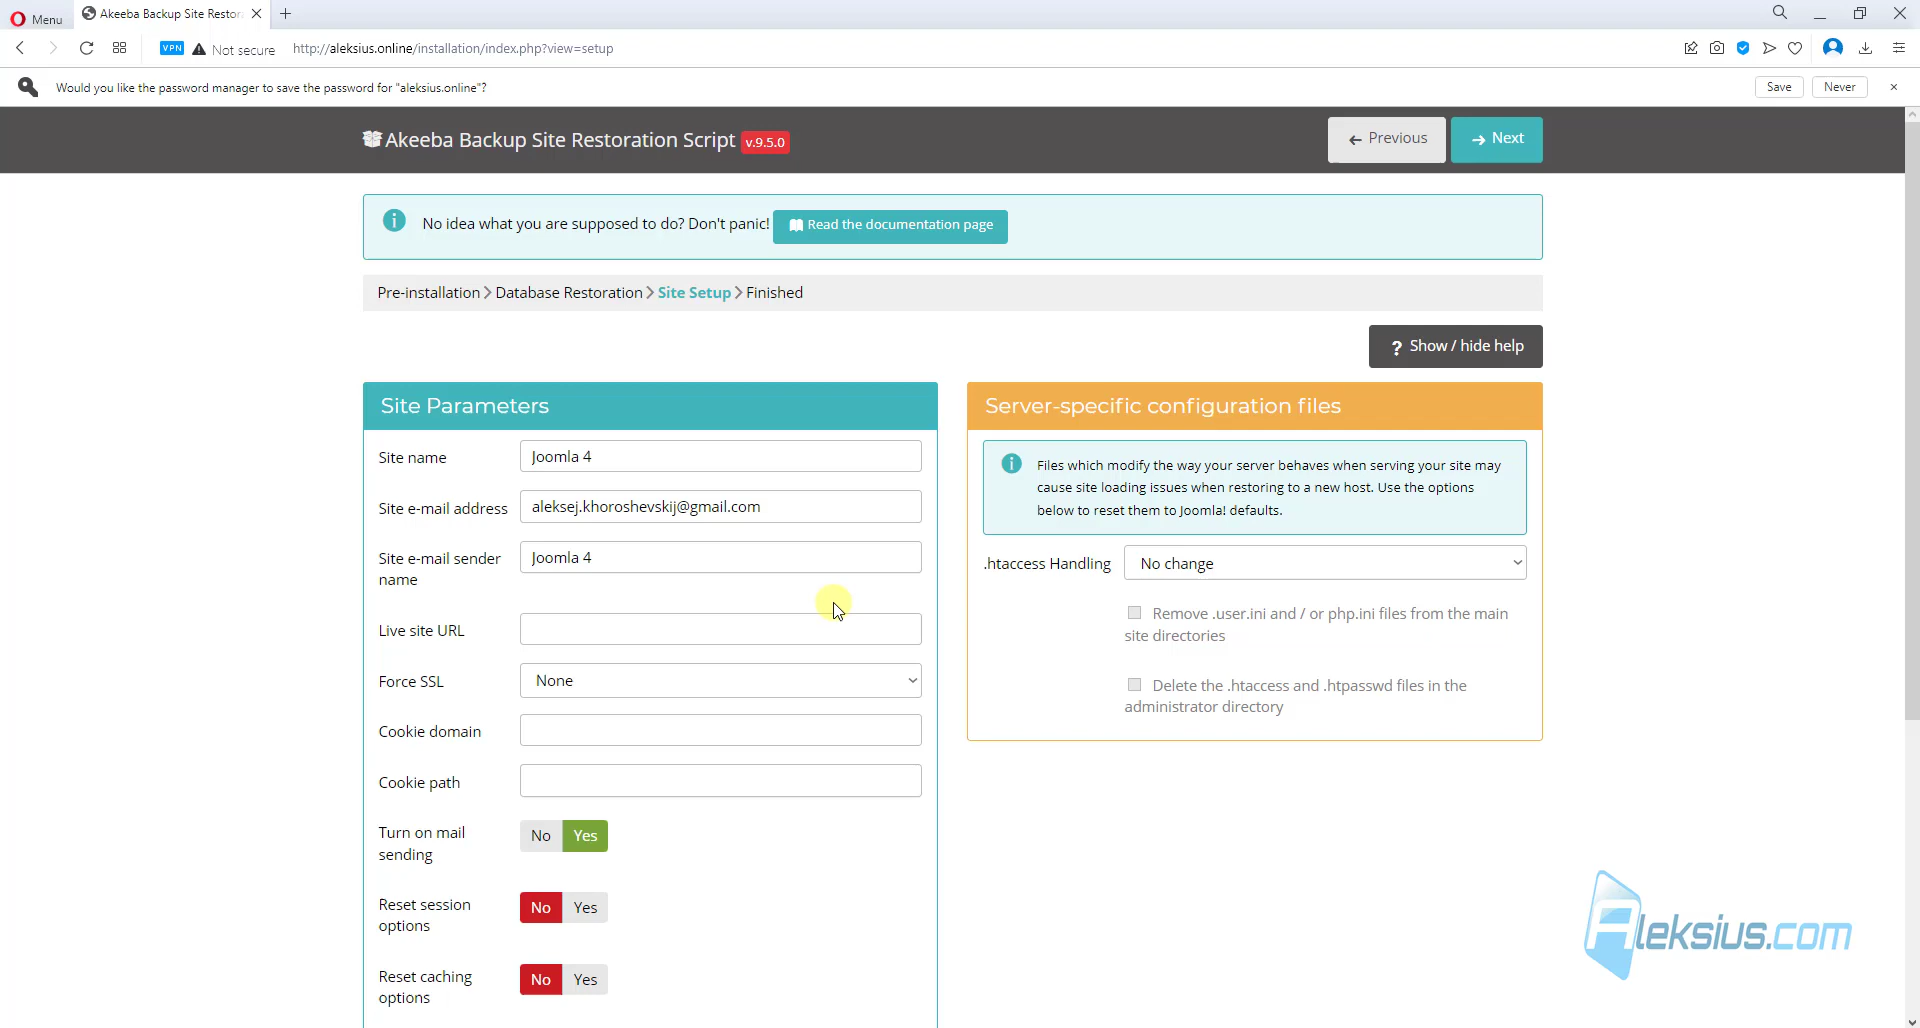 Menu
Akeeba Backup Site Restor
VPN
Not secure
http://aleksius.online/installation/index.php?view=setup
Would you like the password manager to save the password for "aleksius.online"?
Save
Never
Akeeba Backup Site Restoration Script v.9.5.0
Previous
Next
No idea what you are supposed to do? Don't panic!
Read the documentation page
Pre-installation > Database Restoration > Site Setup > Finished
? Show / hide help
Site Parameters
Site name
Joomla 4
Site e-mail address
aleksej.khoroshevskij@gmail.com
Site e-mail sender
name
Joomla 4
Live site URL
Force SSL
None
Cookie domain
Cookie path
Turn on mail
sending
No Yes
Reset session
options
No Yes
Reset caching
options
No Yes
Server-specific configuration files
Files which modify the way your server behaves when serving your site may
cause site loading issues when restoring to a new host. Use the options
below to reset them to Joomla! defaults.
.htaccess Handling
No change
Remove .user.ini and / or php.ini files from the main
site directories
Delete the .htaccess and .htpasswd files in the
administrator directory
Aleksius.com